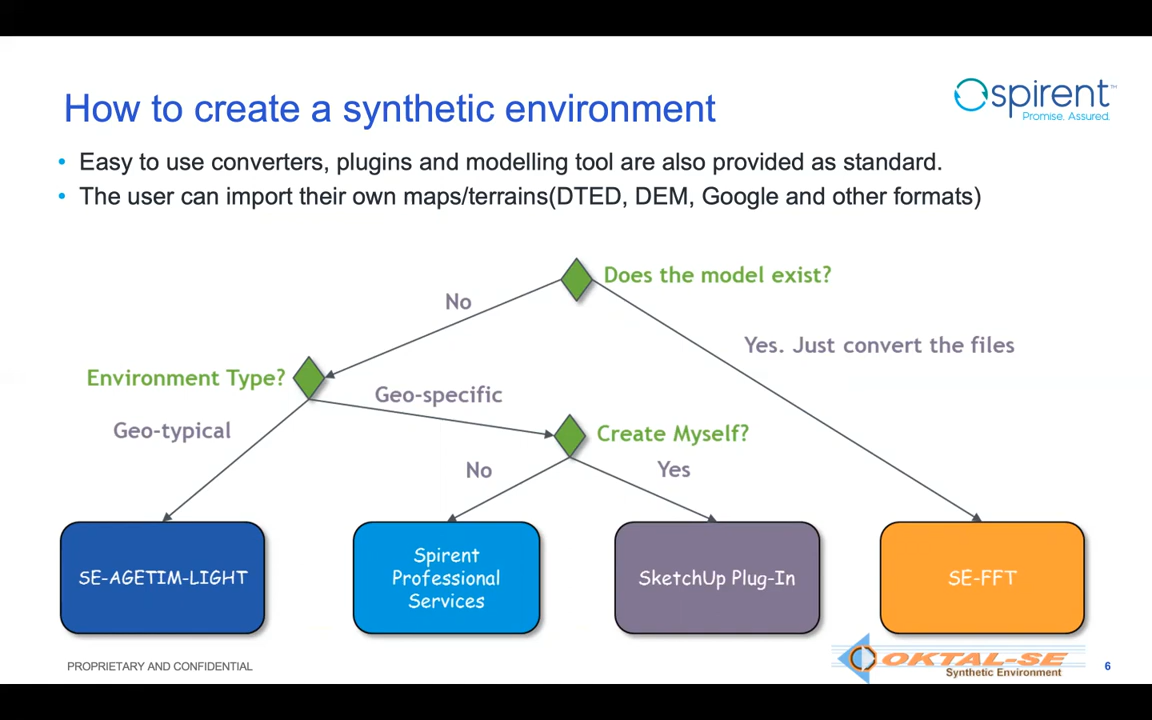 How to create a synthetic environment
spirent™
Promise. Assured.
• Easy to use converters, plugins and modelling tool are also provided as standard.
• The user can import their own maps/terrains(DTED, DEM, Google and other formats)
Does the model exist?
No
Yes. Just convert the files
Environment Type?
Geo-specific
Geo-typical
Create Myself?
No
Yes
SE-AGETIM-LIGHT
Spirent
Professional
Services
SketchUp Plug-In
SE-FFT
PROPRIETARY AND CONFIDENTIAL
OKTAL-SE
Synthetic Environment
6